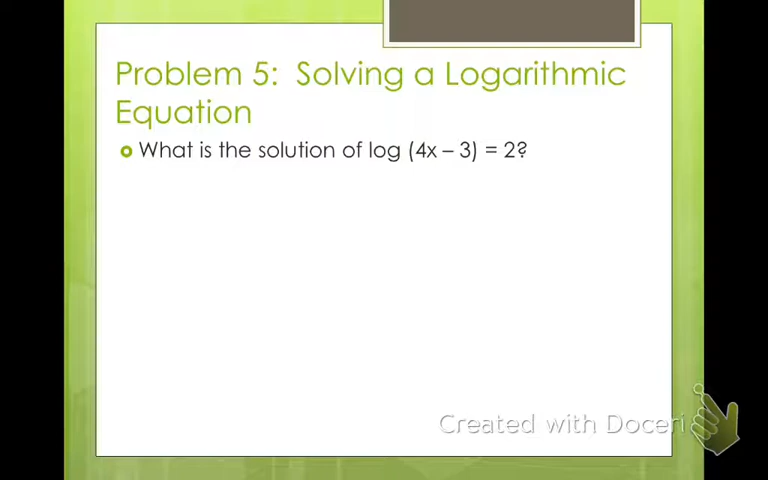 Problem 5:  Solving a Logarithmic
Equation
What is the solution of log (4x – 3) = 2?
Created with Doceri